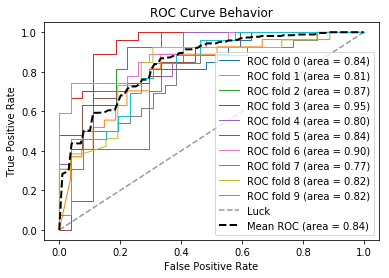 ROC Curve Behavior
True Positive Rate
1.0
0.8
0.6
0.4
0.2
0.0
ROC fold 0 (area = 0.84)
ROC fold 1 (area = 0.81)
ROC fold 2 (area = 0.87)
ROC fold 3 (area = 0.95)
ROC fold 4 (area = 0.80)
ROC fold 5 (area = 0.84)
ROC fold 6 (area = 0.90)
ROC fold 7 (area = 0.77)
ROC fold 8 (area = 0.82)
ROC fold 9 (area = 0.82)
Luck
Mean ROC (area = 0.84)
0.0 0.2 0.4 0.6 0.8 1.0
False Positive Rate